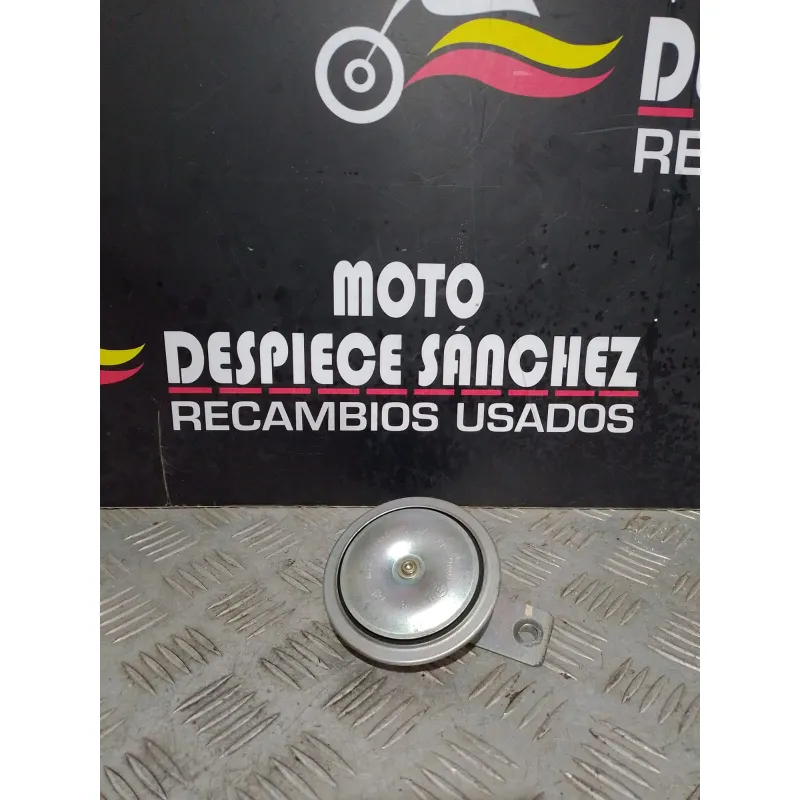 RE
MOTO
DESPIECE SÁNCHEZ
RECAMBIOS USADOS